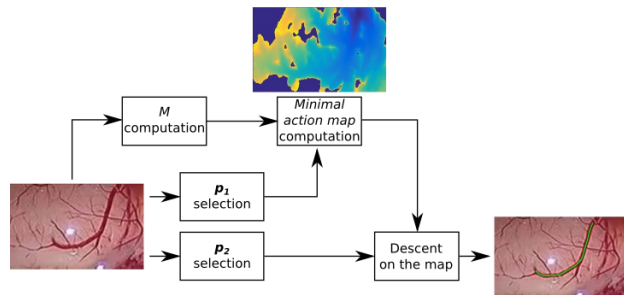 M
computation
Minimal
action map
computation
p1
selection
p2
selection
Descent
on the map